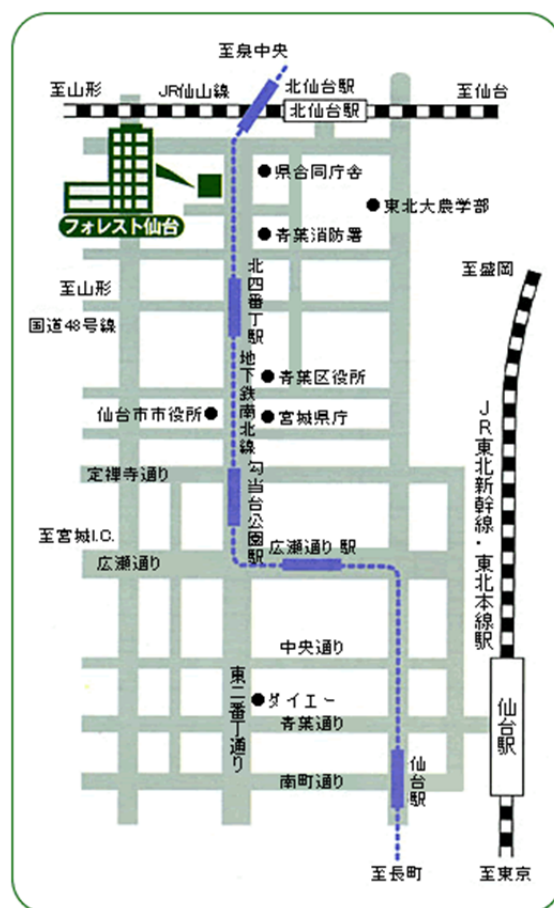 至泉中央
至山形
JR仙山線
北仙台駅
至仙台
北仙台駅
県合同庁舎
東北大農学部
フォレスト仙台
青葉消防署
至盛岡
北四番丁駅
至山形
国道48号線
地下鉄南北線
青葉区役所
仙台市市役所
宮城県庁
JR東北新幹線・東北本線駅
定禅寺通り
勾当台公園駅
至宮城I.C.
広瀬通り 駅
広瀬通り
中央通り
東二番丁通り
ダイエー
青葉通り
仙台駅
仙台駅
南町通り
至長町
至東京